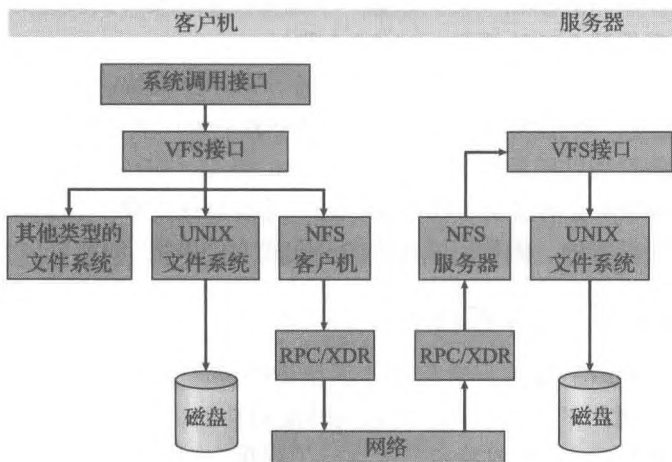 客户机
服务器
系统调用接口
VFS接口
VFS接口
其他类型的
文件系统
UNIX
文件系统
NFS
客户机
NFS
服务器
UNIX
文件系统
RPC/XDR
RPC/XDR
磁盘
磁盘
网络